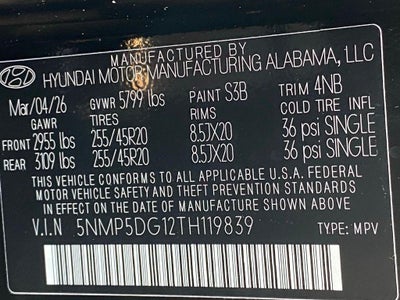 MANUFACTURED BY
HYUNDAI MOTOR MANUFACTURING ALABAMA, LLC
Mar/04/26 GVWR 5799 lbs PAINT S3B TRIM 4NB
GAWR TIRES RIMS COLD TIRE INFL
FRONT 2955 lbs 255/45R20 8.5JX20 36 psi SINGLE
REAR 3109 lbs 255/45R20 8.5JX20 36 psi SINGLE
THIS VEHICLE CONFORMS TO ALL APPLICABLE U.S.A. FEDERAL
MOTOR VEHICLE SAFETY AND THEFT PREVENTION STANDARDS
IN EFFECT ON THE DATE OF MANUFACTURE SHOWN ABOVE.
V.I.N 5NMP5DG12TH119839 TYPE: MPV